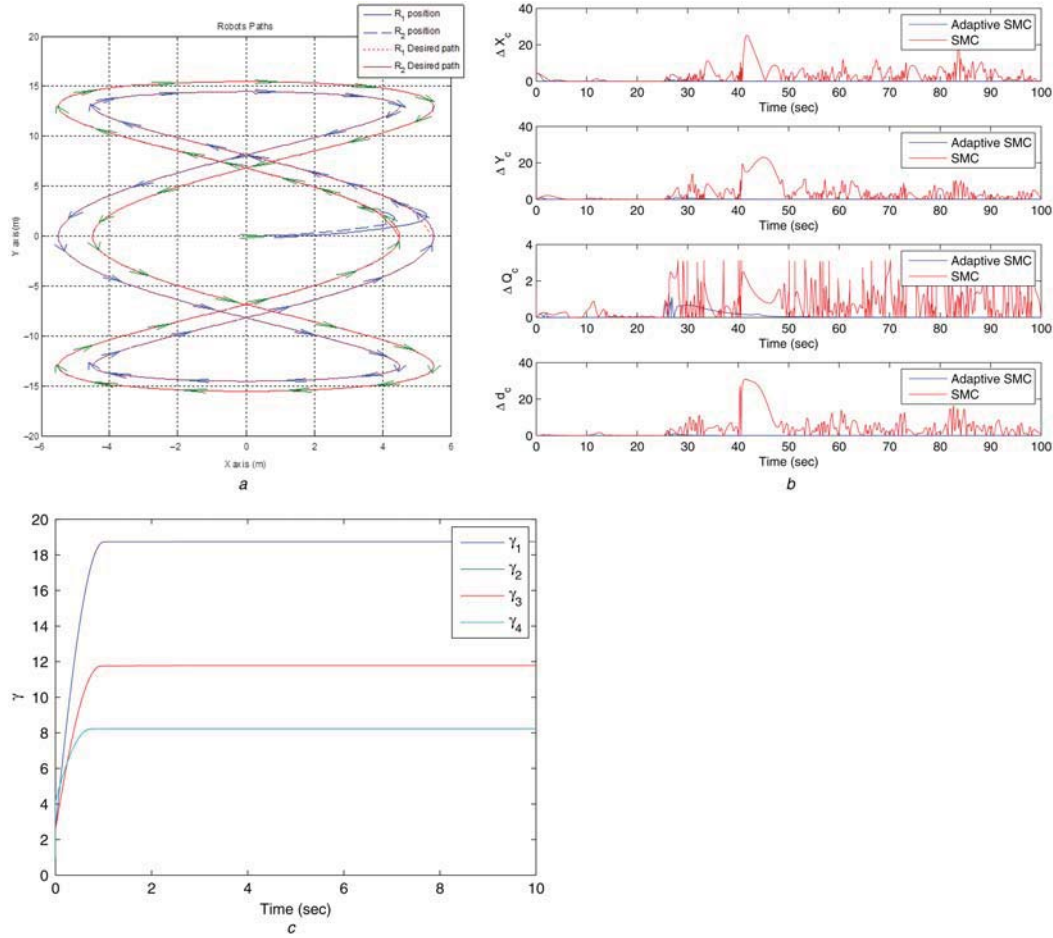 Robots Paths
R1 position
R2 position
R1 Desired path
R2 Desired path
20
15
10
5
0
−5
−10
−15
−20
Y axis(m)
−6
−4
−2
0
2
4
6
X axis (m)
a
Δ Xc
40
20
0
Adaptive SMC
SMC
0 10 20 30 40 50 60 70 80 90 100
Time (sec)
Δ Yc
40
20
0
Adaptive SMC
SMC
0 10 20 30 40 50 60 70 80 90 100
Time (sec)
Δ Qc
4
2
0
Adaptive SMC
SMC
0 10 20 30 40 50 60 70 80 90 100
Time (sec)
Δ dc
40
20
0
Adaptive SMC
SMC
0 10 20 30 40 50 60 70 80 90 100
Time (sec)
b
20
18
16
14
12
10
8
6
4
2
0
γ
γ1
γ2
γ3
γ4
0 2 4 6 8 10
Time (sec)
c